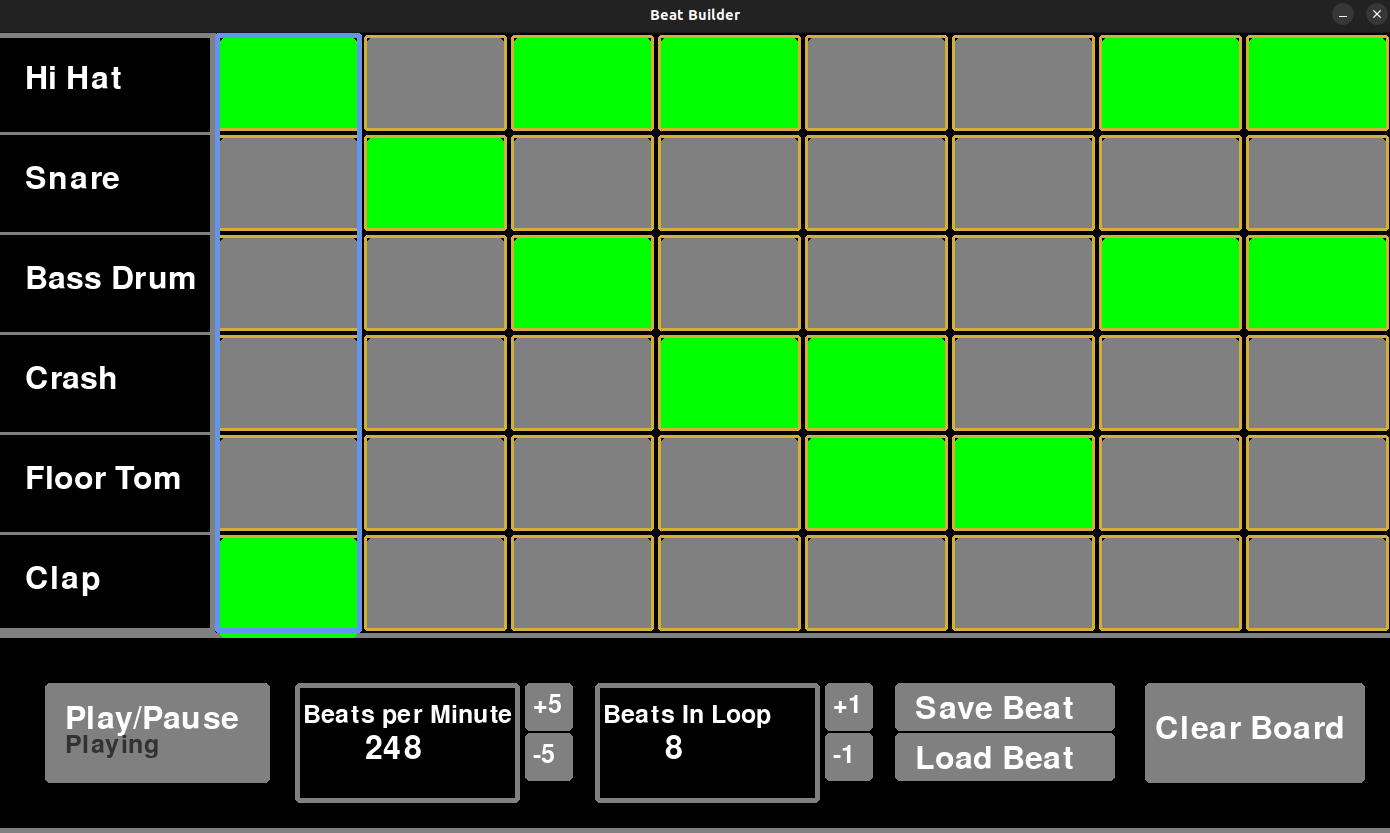 Beat Builder
Hi Hat
Snare
Bass Drum
Crash
Floor Tom
Clap
Play/Pause
Playing
Beats per Minute
248
+5
-5
Beats In Loop
8
+1
-1
Save Beat
Load Beat
Clear Board